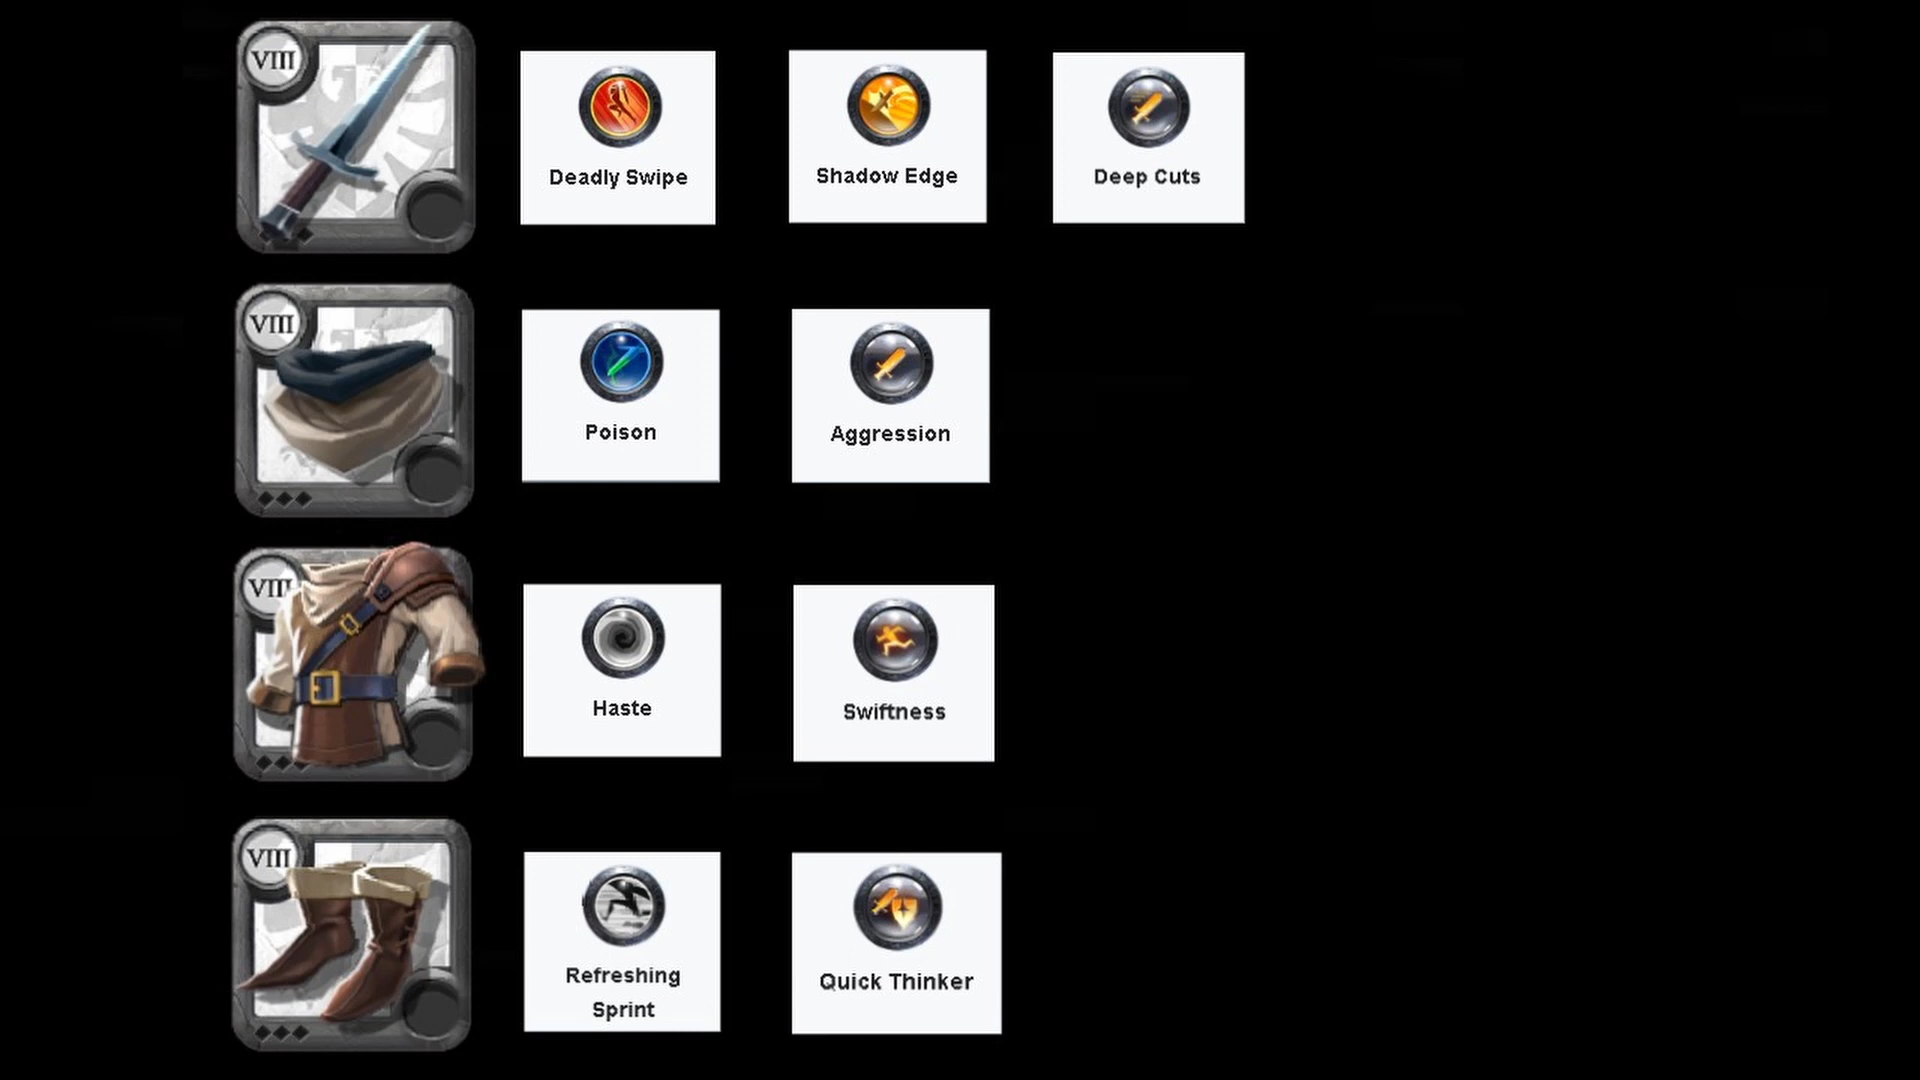 VIII
Deadly Swipe
Shadow Edge
Deep Cuts
VIII
Poison
Aggression
VIII
Haste
Swiftness
VIII
Refreshing
Sprint
Quick Thinker